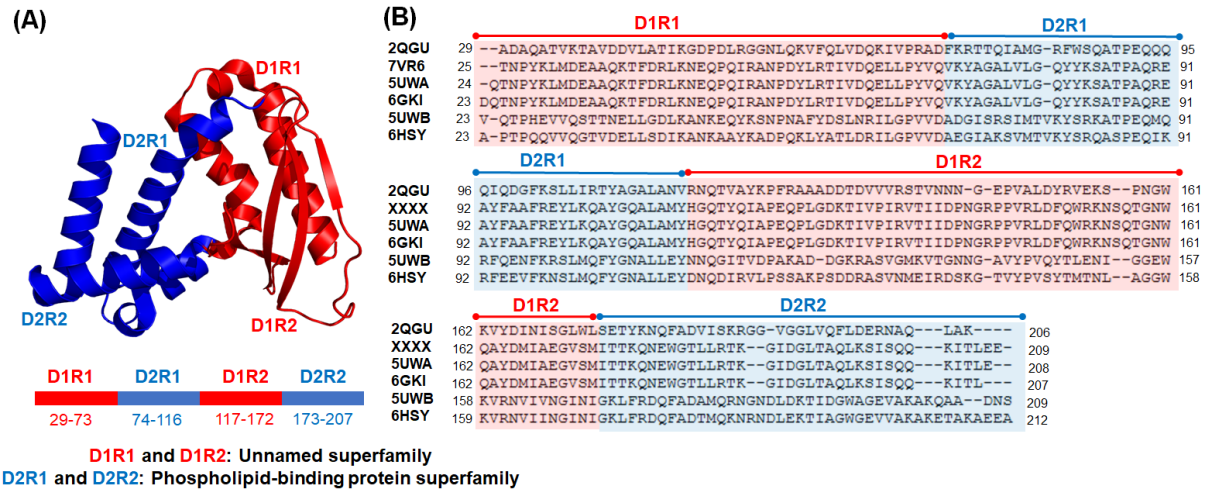 (A)
D1R1
D2R1
D2R2
D1R2
D1R1 D2R1 D1R2 D2R2
29-73 74-116 117-172 173-207
D1R1 and D1R2: Unnamed superfamily
D2R1 and D2R2: Phospholipid-binding protein superfamily
(B)
D1R1 D2R1
2QGU 29 --ADAQATVKTAVDDVLATIKGDPDLRGGNLQKVFQLVDQKIVPRADFKRTTQIAMG-RFWSQATPEQQQ 95
7VR6 25 --TNPYKLMDEAAQKTFDRLKNEQPQIRANPDYLRTIVDQELLPYVQVKYAGALVLG-QYYKSATPAQRE 91
5UWA 24 -QTNPYKLMDEAAQKTFDRLKNEQPQIRANPDYLRTIVDQELLPYVQVKYAGALVLG-QYYKSATPAQRE 91
6GKI 23 DQTNPYKLMDEAAQKTFDRLKNEQPQIRANPDYLRTIVDQELLPYVQVKYAGALVLG-QYYKSATPAQRE 91
5UWB 23 V-QTPHEVVQSTTNELLGDLKANKEQYKSNPNAFYDSLNRILGPVVDADGISRSIMTVKYSRKATPEQMQ 91
6HSY 23 A-PTPQQVVQGTVDELLSDIKANKAAYKADPQKLYATLDRILGPVVDAEGIAKSVMTVKYSRQASPEQIK 91
D2R1 D1R2
2QGU 96 QIQDGFKSLLIRTYAGALANVRNQTVAYKPFRAAADDTDVVVRSTVNNN-G-EPVALDYRVEKS--PNGW 161
XXXX 92 AYFAAFREYLKQAYGQALAMYHGQTYQIAPEQPLGDKTIVPIRVTIIDPNGRPPVRLDFQWRKNSQTGNW 161
5UWA 92 AYFAAFREYLKQAYGQALAMYHGQTYQIAPEQPLGDKTIVPIRVTIIDPNGRPPVRLDFQWRKNSQTGNW 161
6GKI 92 AYFAAFREYLKQAYGQALAMYHGQTYQIAPEQPLGDKTIVPIRVTIIDPNGRPPVRLDFQWRKNSQTGNW 161
5UWB 92 RFQENFKRSLMQFYGNALLEYNNQGITVDPAKAD-DGKRASVGMKVTGNNG-AVYPVQYTLENI--GGEW 157
6HSY 92 RFEEVFKNSLMQFYGNALLEYDNQDIRVLPSSAKPSDDRAAVNMEIRDSKG-TVYPVSYTMTNL--AGGW 158
D1R2 D2R2
2QGU 162 KVYDINISGLWLSETYKNQFADVISKRGG-VGGLVQFLDERNAQ---LAK---- 206
XXXX 162 QAYDMIAEGVSMITTKQNEWGTLLRTK--GIDGLTAQLKSISQQ---KITLEE- 209
5UWA 162 QAYDMIAEGVSMITTKQNEWGTLLRTK--GIDGLTAQLKSISQQ---KITLE-- 208
6GKI 162 QAYDMIAEGVSMITTKQNEWGTLLRTK--GIDGLTAQLKSISQQ---KITL--- 207
5UWB 158 KVRNVIVNGINIGKLFRDQFADAMQRNGNDLDKTIDGWAGEVAKAKQAA--DNS 209
6HSY 159 KVRNVIINGINIGKLFRDQFADTMQKNRNDLEKTIAGWGEVVAKAKETAKAEEA 212